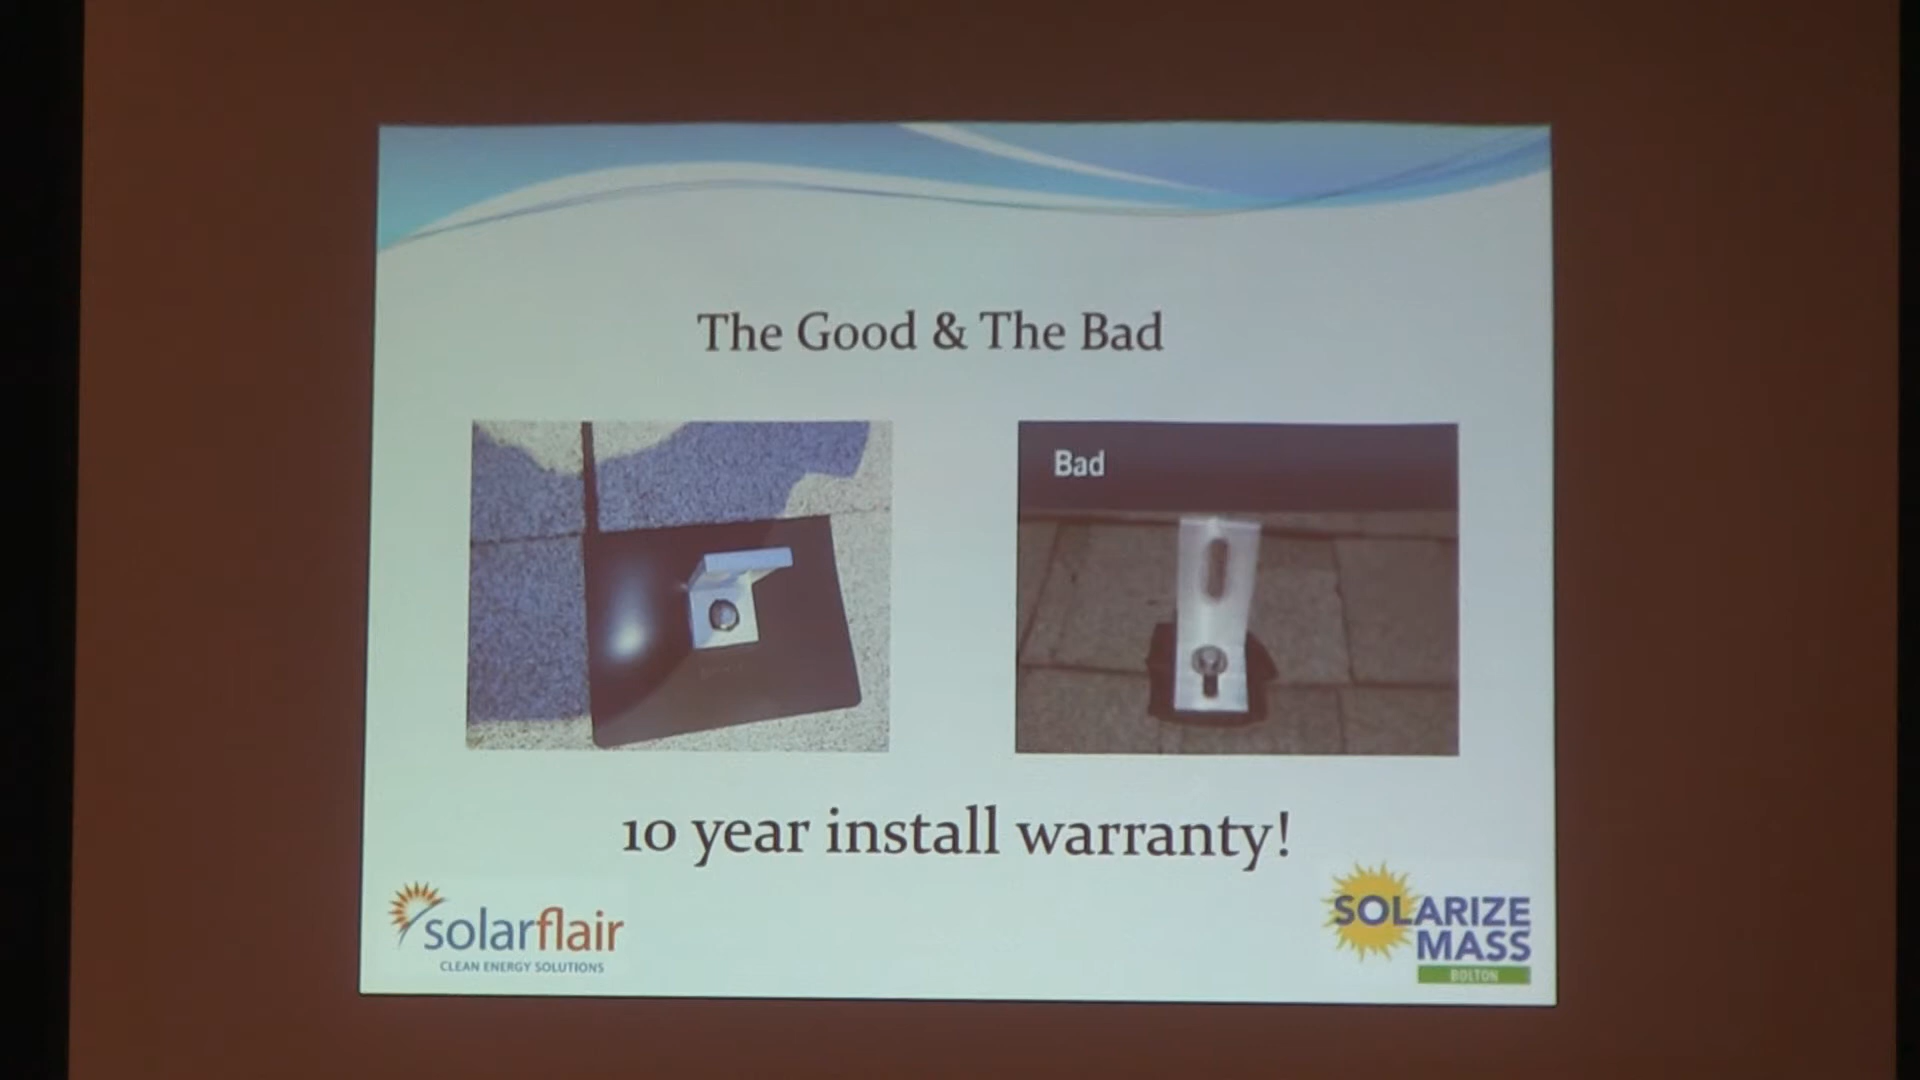 The Good & The Bad
Bad
10 year install warranty!
solarflair
CLEAN ENERGY SOLUTIONS
SOLARIZE
MASS
BOLTON